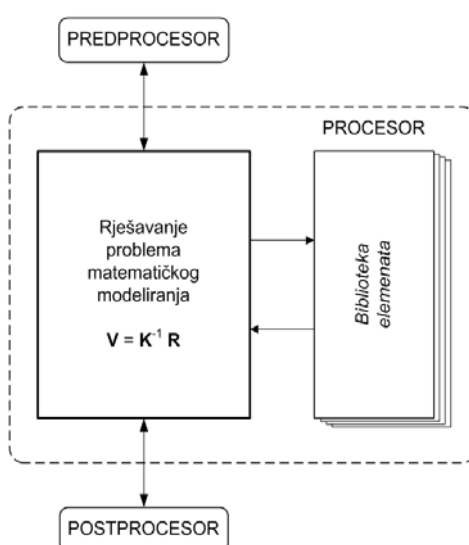 PREDPROCESOR
PROCESOR
Rješavanje
problema
matematičkog
modeliranja
V = K⁻¹ R
Biblioteka
elemenata
POSTPROCESOR